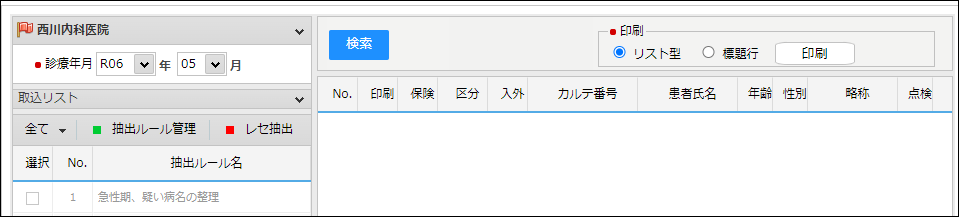 西川内科医院
診療年月 R06 年 05 月
取込リスト
全て 抽出ルール管理 レセ抽出
選択 No. 抽出ルール名
1 急性期、疑い病名の整理
検索
印刷
リスト型 標題行 印刷
No. 印刷 保険 区分 入外 カルテ番号 患者氏名 年齢 性別 略称 点検